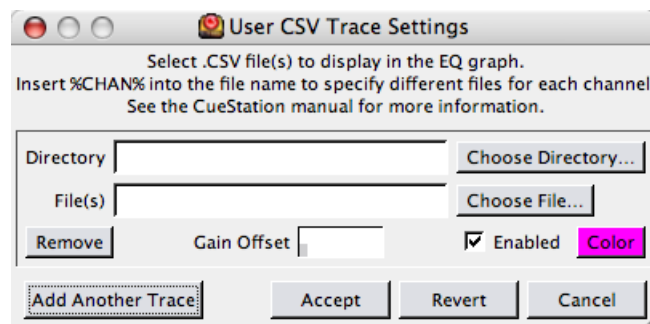 User CSV Trace Settings
Select .CSV file(s) to display in the EQ graph.
Insert %CHAN% into the file name to specify different files for each channel
See the CueStation manual for more information.
Directory Choose Directory...
File(s) Choose File...
Remove Gain Offset Enabled Color
Add Another Trace Accept Revert Cancel